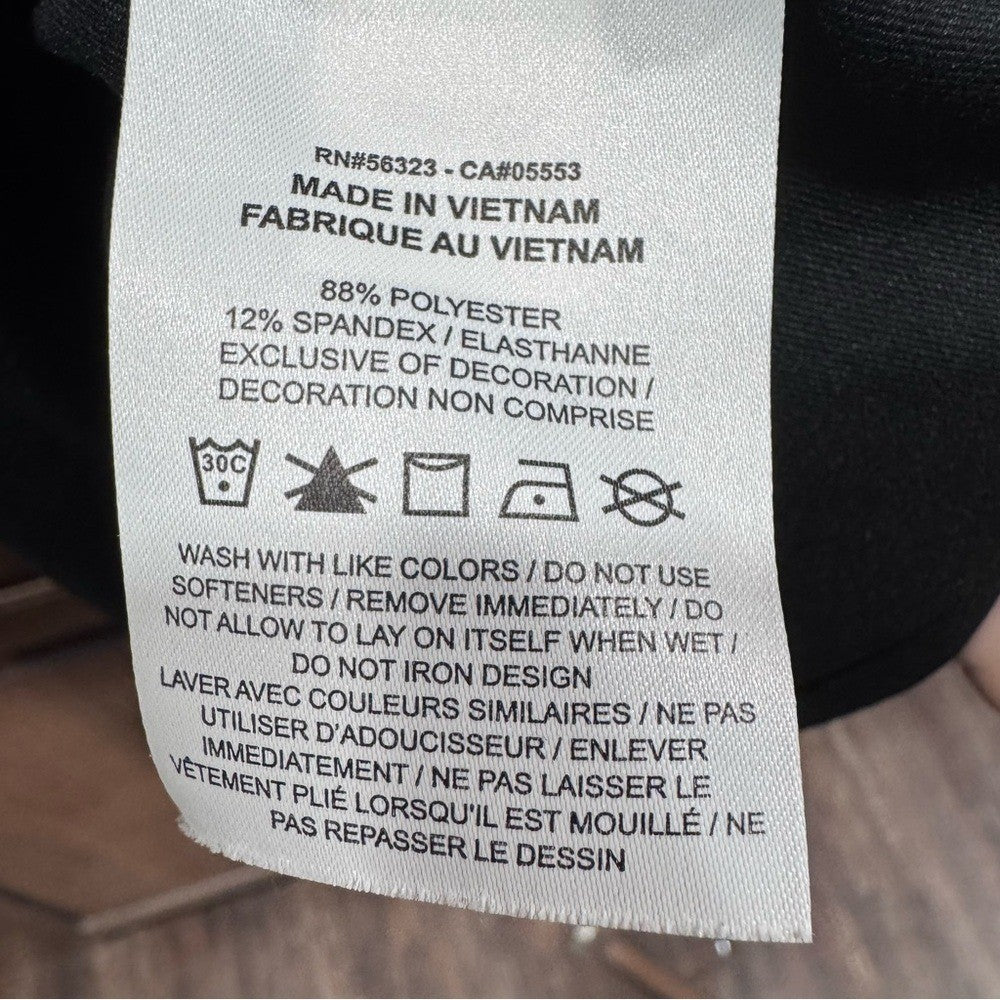 RN#56323 - CA#05553
MADE IN VIETNAM
FABRIQUE AU VIETNAM
88% POLYESTER
12% SPANDEX / ELASTHANNE
EXCLUSIVE OF DECORATION /
DECORATION NON COMPRISE
30C
WASH WITH LIKE COLORS / DO NOT USE
SOFTENERS / REMOVE IMMEDIATELY / DO
NOT ALLOW TO LAY ON ITSELF WHEN WET /
DO NOT IRON DESIGN
LAVER AVEC COULEURS SIMILAIRES / NE PAS
UTILISER D'ADOUCISSEUR / ENLEVER
IMMEDIATEMENT / NE PAS LAISSER LE
VÊTEMENT PLIÉ LORSQU'IL EST MOUILLÉ / NE
PAS REPASSER LE DESSIN